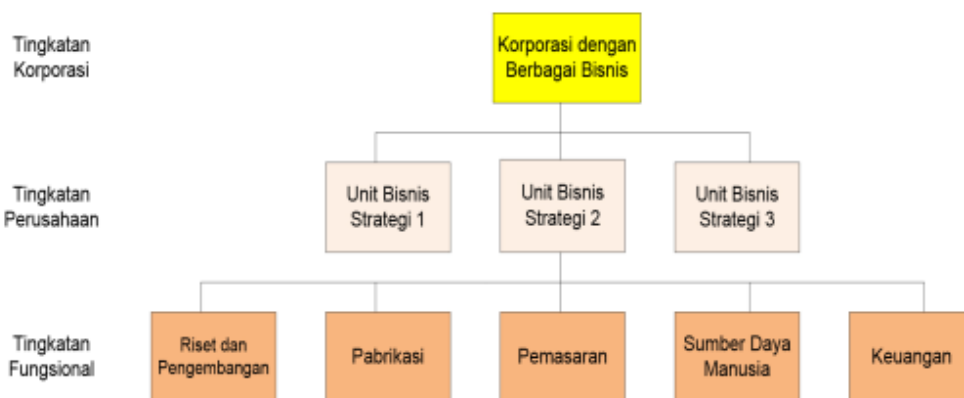 Tingkatan
Korporasi
Korporasi dengan
Berbagai Bisnis
Tingkatan
Perusahaan
Unit Bisnis
Strategi 1
Unit Bisnis
Strategi 2
Unit Bisnis
Strategi 3
Tingkatan
Fungsional
Riset dan
Pengembangan
Pabrikasi
Pemasaran
Sumber Daya
Manusia
Keuangan